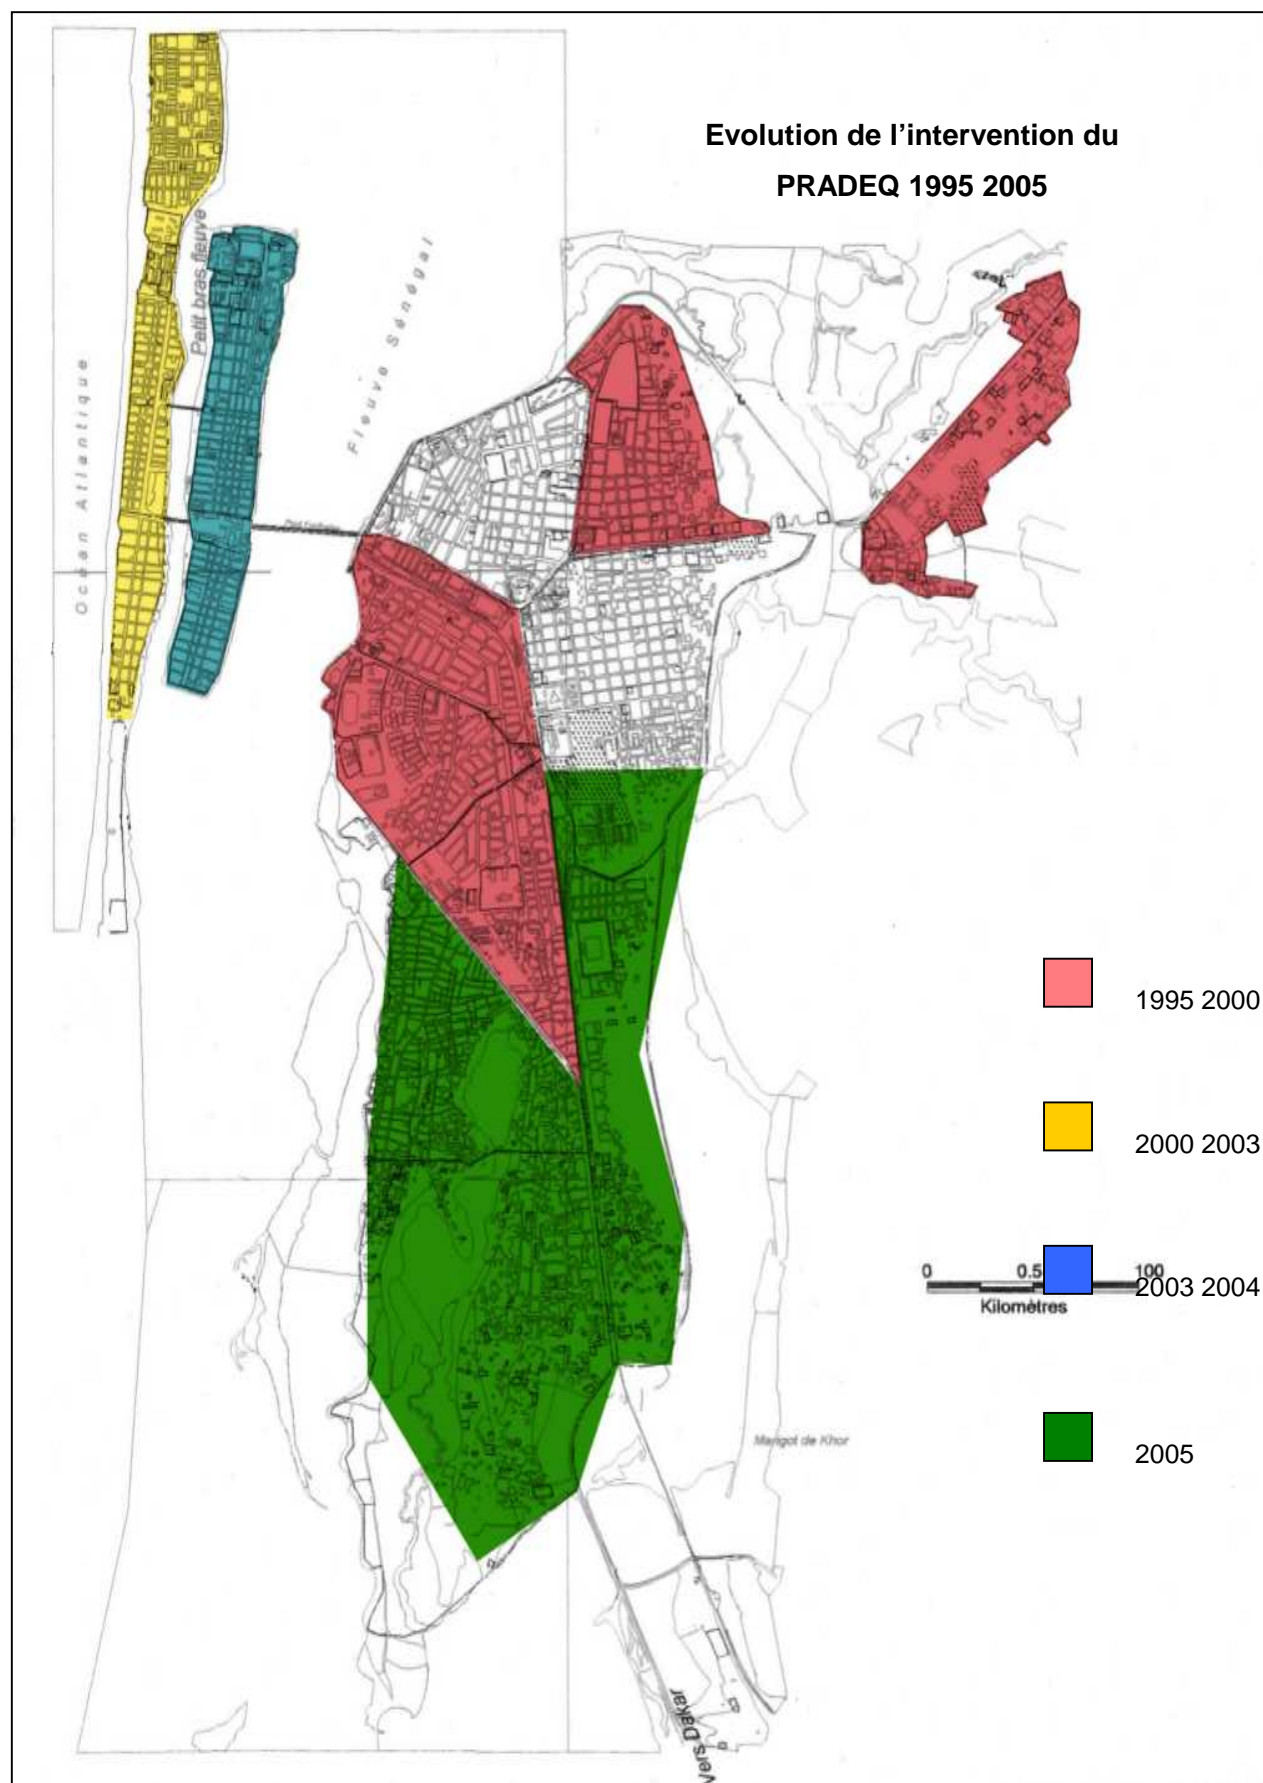 Evolution de l'intervention du
PRADEQ 1995 2005
Petit bras fleuve
Fleuve Sénégal
Océan Atlantique
1995 2000
2000 2003
0 0.5 100
2003 2004
Kilomètres
2005
Marigot de Khor
Vers Dakar